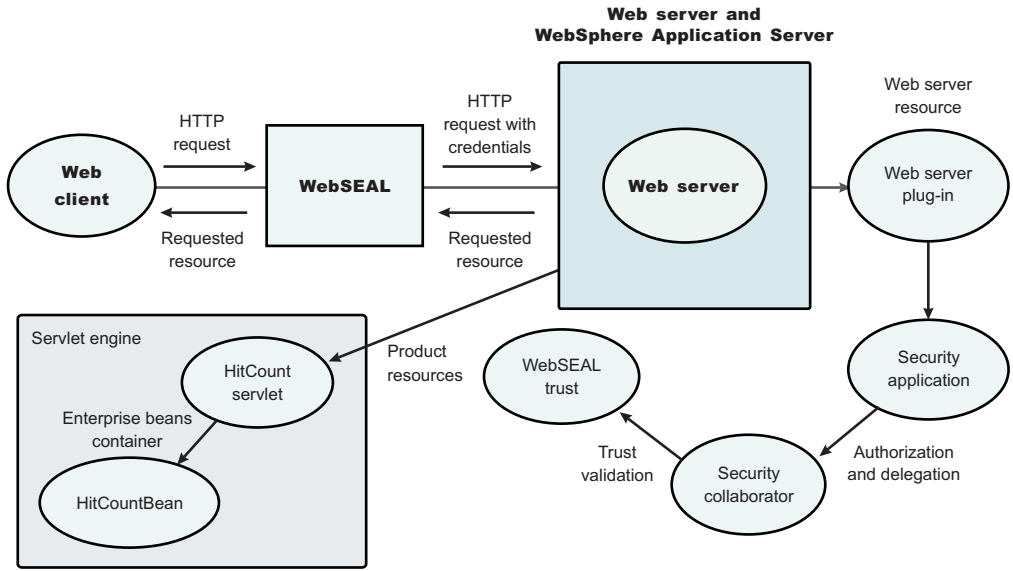 Web server and
WebSphere Application Server
Web server
resource
HTTP
request
HTTP
request with
credentials
Web
client
WebSEAL
Web server
Web server
plug-in
Requested
resource
Requested
resource
Servlet engine
HitCount
servlet
Product
resources
WebSEAL
trust
Security
application
Enterprise beans
container
Trust
validation
Security
collaborator
Authorization
and delegation
HitCountBean